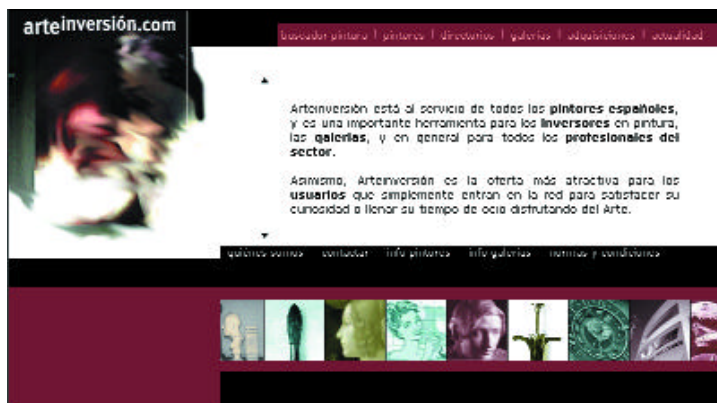 arteinversión.com
buscador pintura | pintores | directorios | galerías | adquisiciones | actualidad
Arteinversión está al servicio de todos los pintores españoles,
y es una importante herramienta para los inversores en pintura,
las galerías, y en general para todos los profesionales del
sector.
Asimismo, Arteinversión es la oferta más atractiva para los
usuarios que simplemente entran en la red para satisfacer su
curiosidad o llenar su tiempo de ocio disfrutando del Arte.
quiénes somos contactar info pintores info galerías normas y condiciones